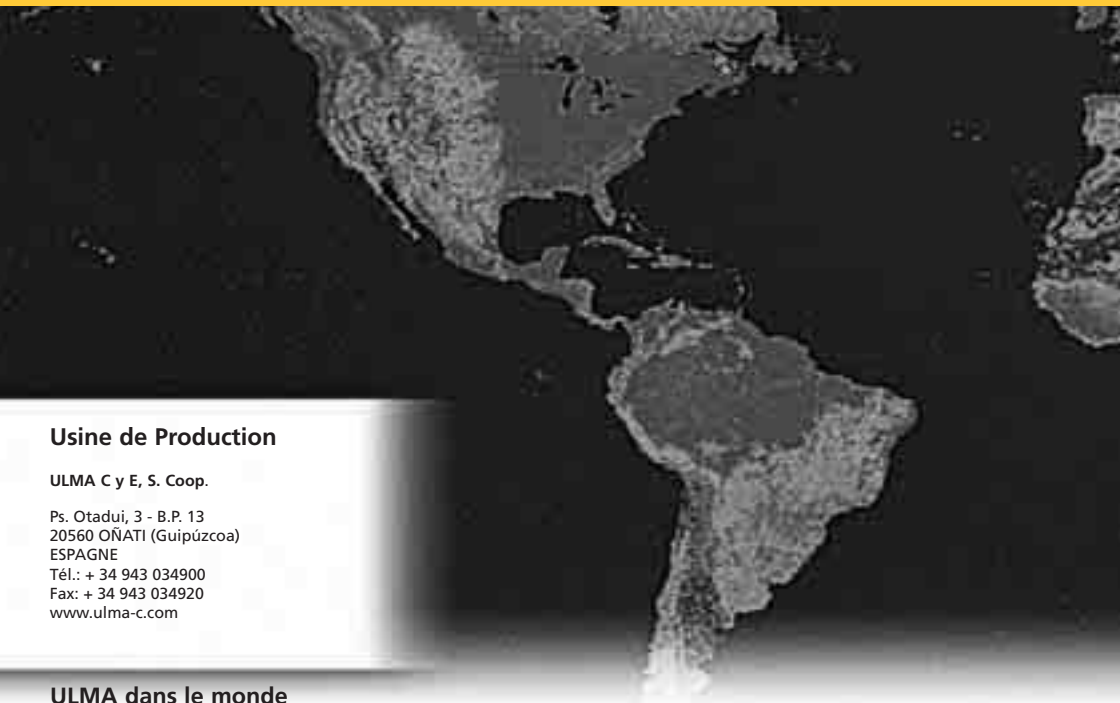 Usine de Production
ULMA C y E, S. Coop.
Ps. Otadui, 3 - B.P. 13
20560 OÑATI (Guipúzcoa)
ESPAGNE
Tél.: + 34 943 034900
Fax: + 34 943 034920
www.ulma-c.com
ULMA dans le monde